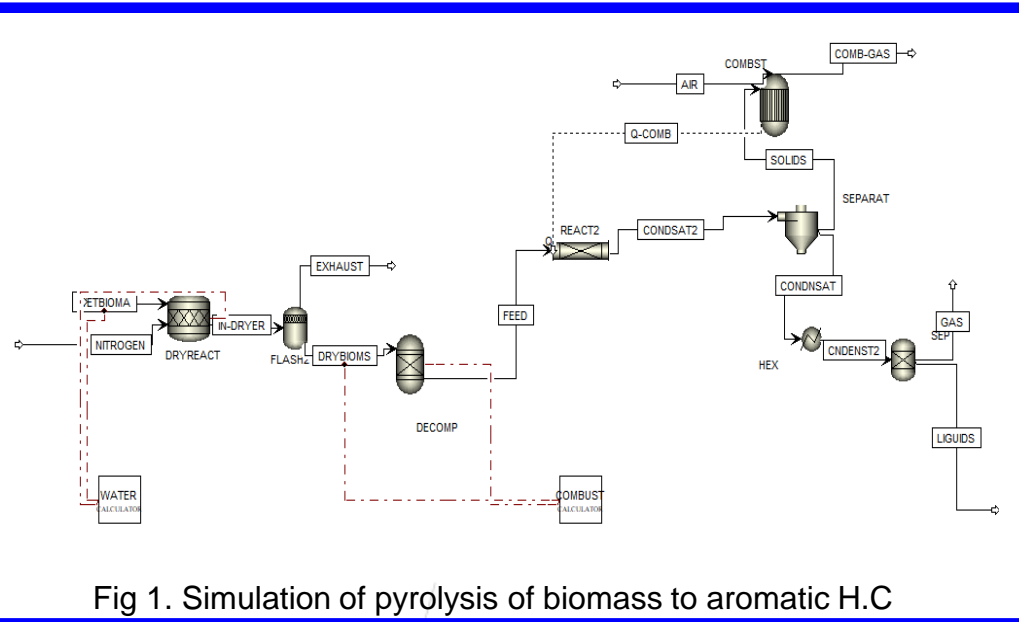 COMB-GAS
COMBST
AIR
Q-COMB
SOLIDS
SEPARAT
REACT2
CONDSAT2
EXHAUST
CONDNSAT
ETBIOMA
IN-DRYER
FEED
GAS
SEP
NITROGEN
DRYREACT
FLASH2
DRYBIOMS
CNDENST2
HEX
DECOMP
LIGUIDS
WATER
CALCULATOR
COMBUST
CALCULATOR
Fig 1. Simulation of pyrolysis of biomass to aromatic H.C